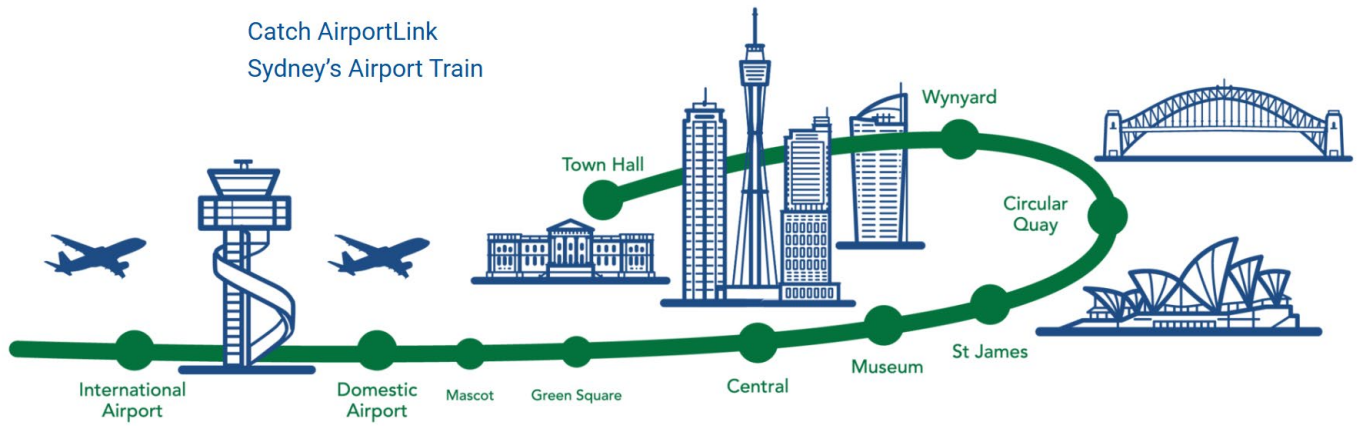 Catch AirportLink
Sydney's Airport Train
Wynyard
Town Hall
Circular
Quay
St James
Museum
Central
International
Airport
Domestic
Airport
Mascot
Green Square